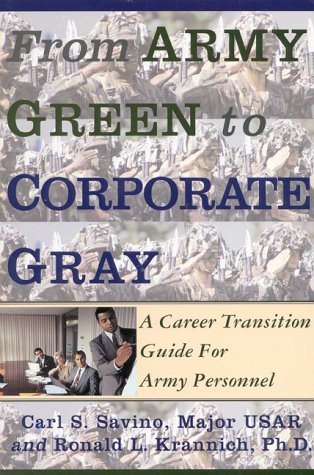 From ARMY
GREEN to
CORPORATE
GRAY
A Career Transition
Guide For
Army Personnel
Carl S. Savino, Major USAR
and Ronald L. Krannich, Ph.D.